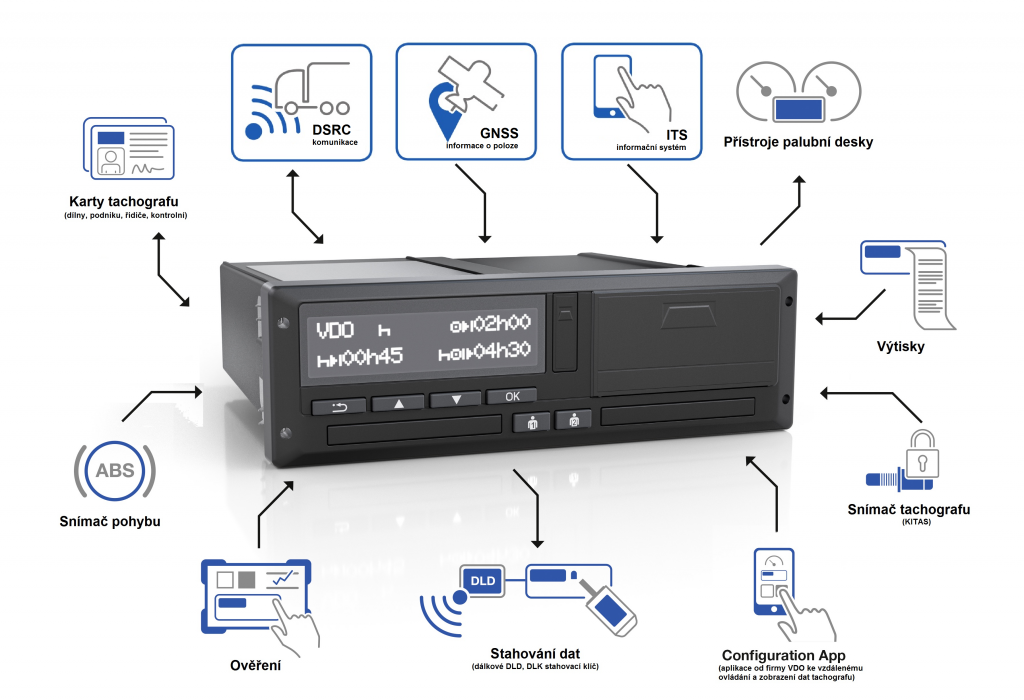 DSRC
komunikace
GNSS
informace o poloze
ITS
informační systém
Přístroje palubní desky
Karty tachografu
(dílny, podniku, řidiče, kontrolní)
VDO
02h00
00h45
04h30
OK
2
Výtisky
ABS
Snímač pohybu
Snímač tachografu
(KITAS)
DLD
Ověření
Stahování dat
(dálkové DLD, DLK stahovací klíč)
Configuration App
(aplikace od firmy VDO ke vzdálenému
ovládání a zobrazení dat tachografu)